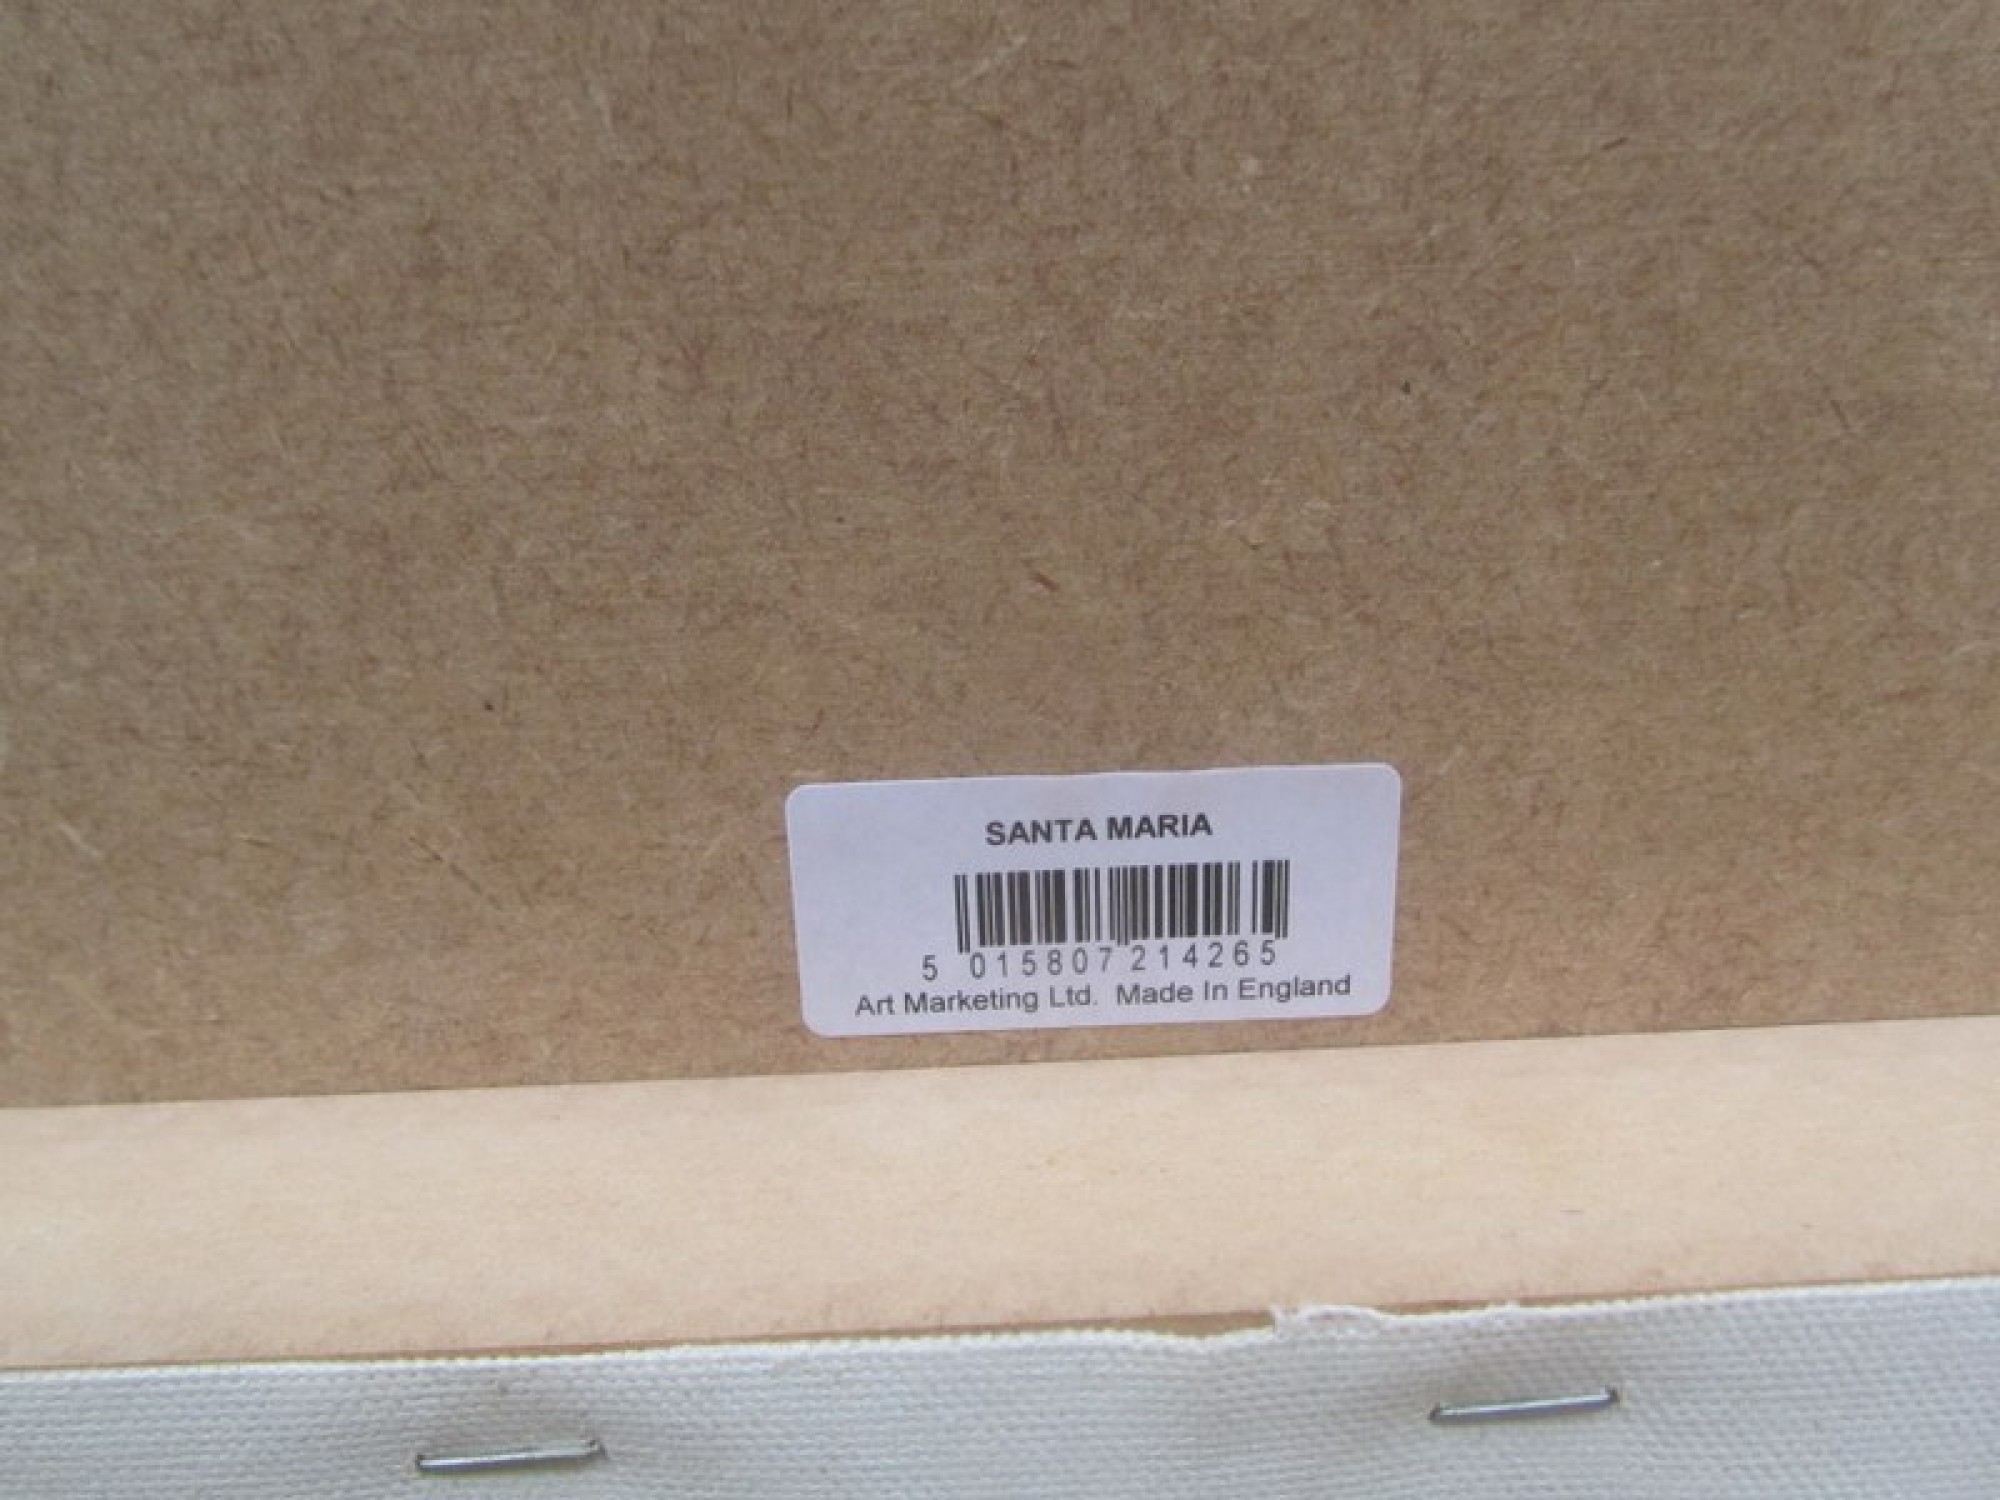 SANTA MARIA
5 015807 214265
Art Marketing Ltd. Made In England